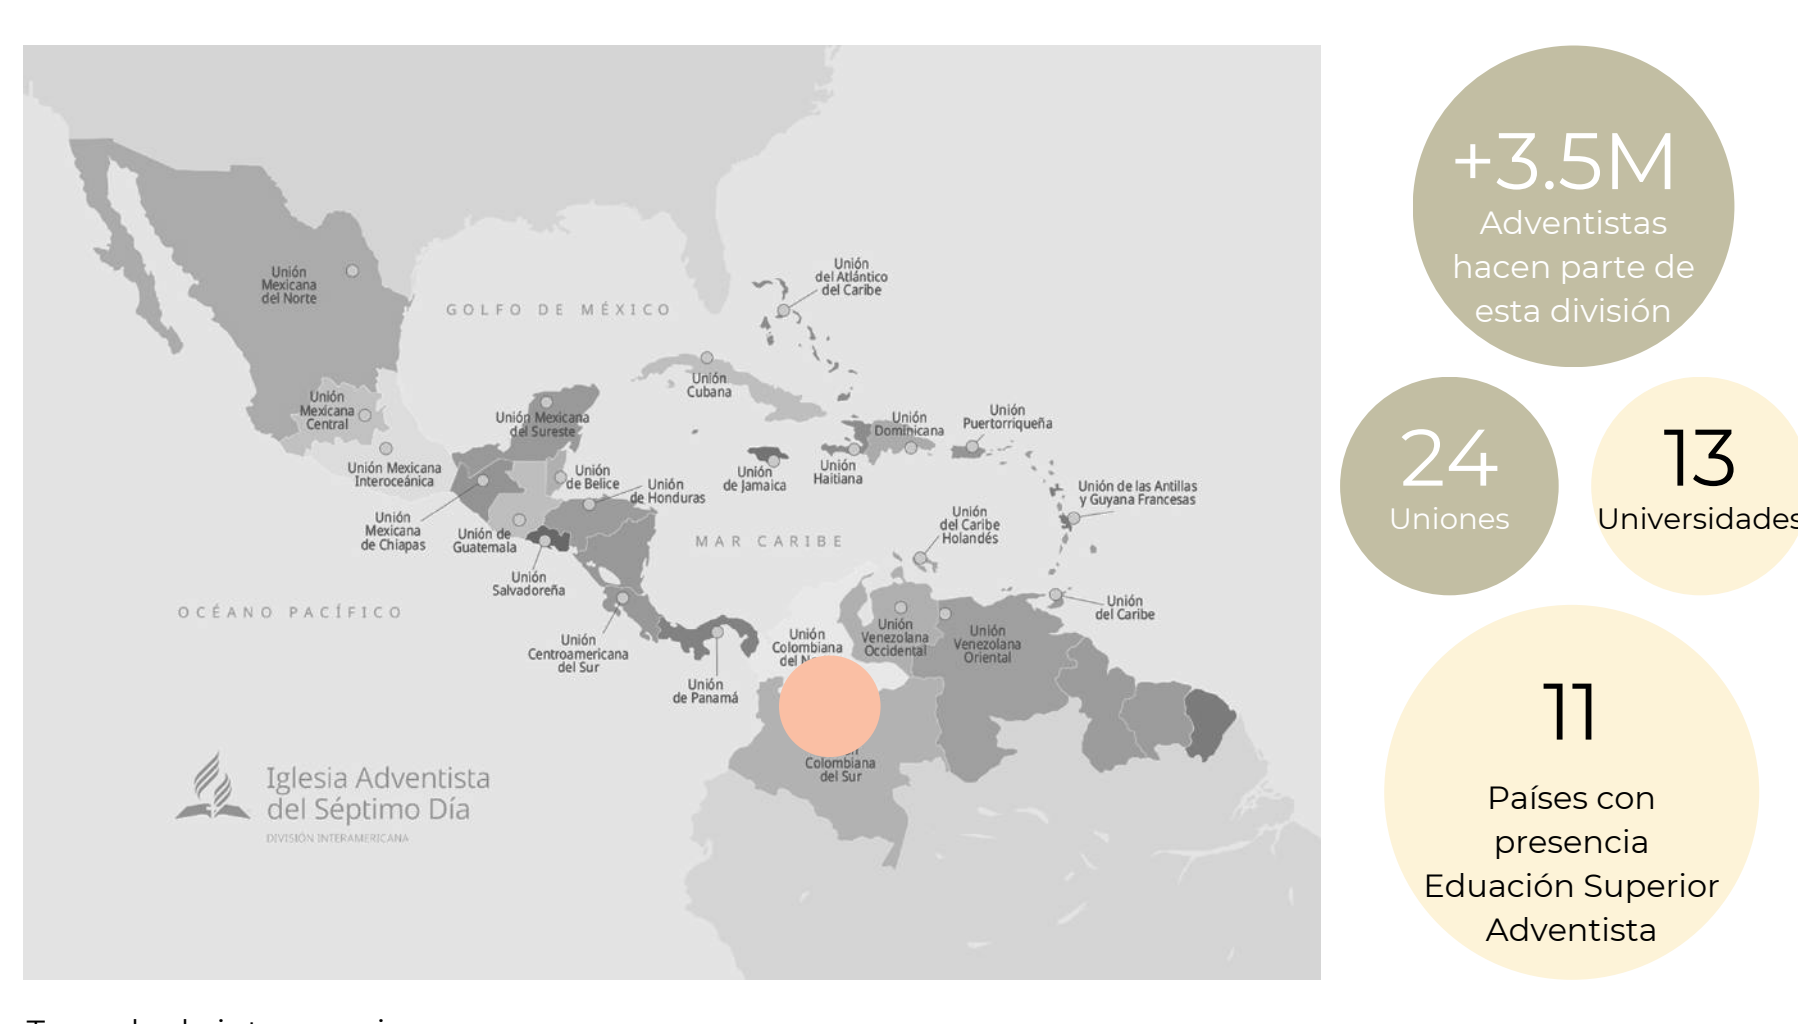 Unión
Mexicana
del Norte
GOLFO DE MÉXICO
Unión
del Atlántico
del Caribe
Unión
Cubana
Unión
Mexicana
Central
Unión Mexicana
del Sureste
Unión
Dominicana
Unión
Puertorriqueña
Unión Mexicana
Interoceánica
Unión
de Belice
Unión
de Honduras
Unión
de Jamaica
Unión
Haitiana
Unión de las Antillas
y Guyana Francesas
Unión
Mexicana
de Chiapas
Unión de
Guatemala
MAR CARIBE
Unión
del Caribe
Holandés
Unión
Salvadoreña
OCÉANO PACÍFICO
Unión
del Caribe
Unión
Centroamericana
del Sur
Unión
Colombiana
del
Unión
Venezolana
Occidental
Unión
Venezolana
Oriental
Unión
de Panamá
Colombiana
del Sur
Iglesia Adventista
del Séptimo Día
DIVISIÓN INTERAMERICANA
+3.5M
Adventistas
hacen parte de
esta división
24
Uniones
13
Universidades
11
Países con
presencia
Eduación Superior
Adventista